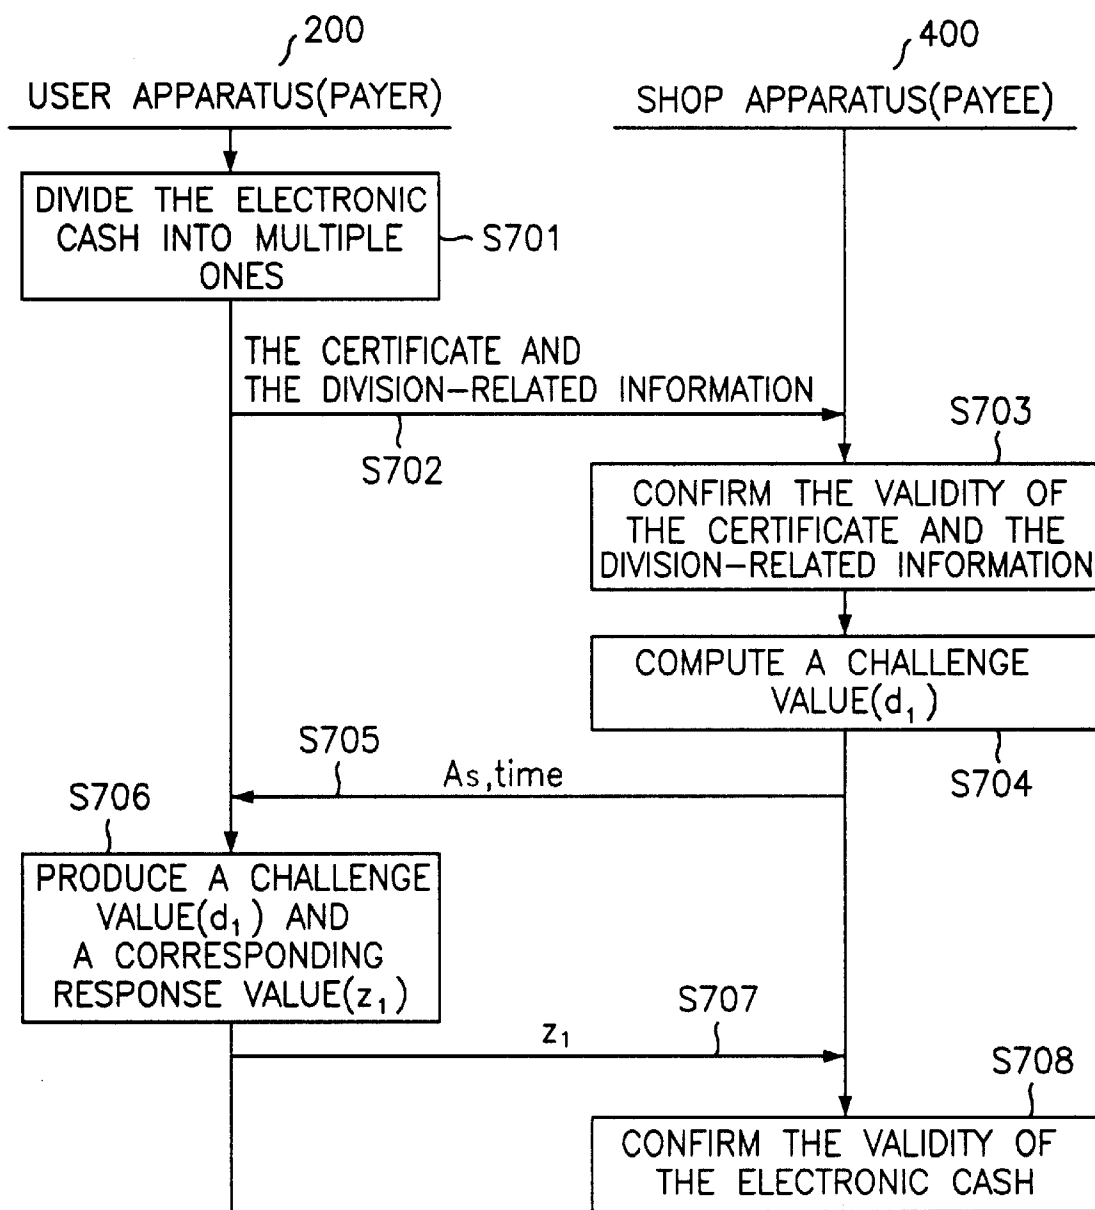 200
400
USER APPARATUS(PAYER)
SHOP APPARATUS(PAYEE)
DIVIDE THE ELECTRONIC
CASH INTO MULTIPLE
ONES
S701
THE CERTIFICATE AND
THE DIVISION-RELATED INFORMATION
S702
S703
CONFIRM THE VALIDITY OF
THE CERTIFICATE AND THE
DIVISION-RELATED INFORMATION
COMPUTE A CHALLENGE
VALUE(d₁)
S704
S705
As,time
S706
PRODUCE A CHALLENGE
VALUE(d₁) AND
A CORRESPONDING
RESPONSE VALUE(z₁)
S707
z₁
S708
CONFIRM THE VALIDITY OF
THE ELECTRONIC CASH